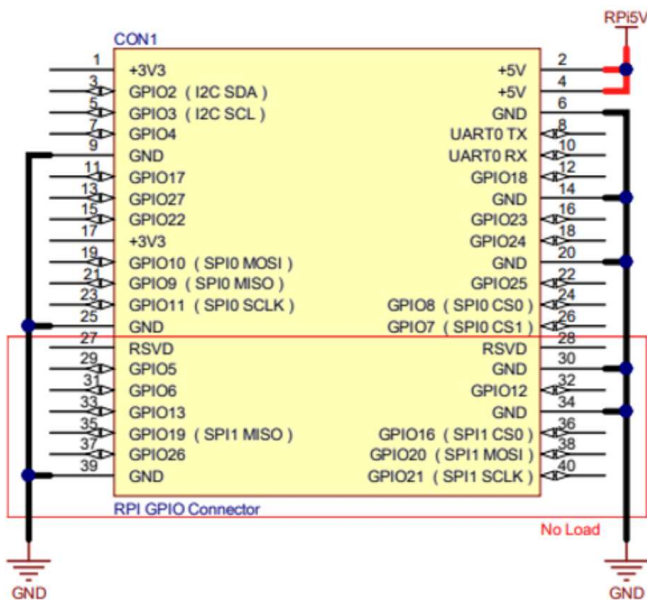 RPi5V
CON1
1 +3V3 +5V 2
3 GPIO2 ( I2C SDA ) +5V 4
5 GPIO3 ( I2C SCL ) GND 6
7 GPIO4 UART0 TX 8
9 GND UART0 RX 10
11 GPIO17 GPIO18 12
13 GPIO27 GND 14
15 GPIO22 GPIO23 16
17 +3V3 GPIO24 18
19 GPIO10 ( SPI0 MOSI ) GND 20
21 GPIO9 ( SPI0 MISO ) GPIO25 22
23 GPIO11 ( SPI0 SCLK ) GPIO8 ( SPI0 CS0 ) 24
25 GND GPIO7 ( SPI0 CS1 ) 26
27 RSVD RSVD 28
29 GPIO5 GND 30
31 GPIO6 GPIO12 32
33 GPIO13 GND 34
35 GPIO19 ( SPI1 MISO ) GPIO16 ( SPI1 CS0 ) 36
37 GPIO26 GPIO20 ( SPI1 MOSI ) 38
39 GND GPIO21 ( SPI1 SCLK ) 40
RPI GPIO Connector
No Load
GND GND